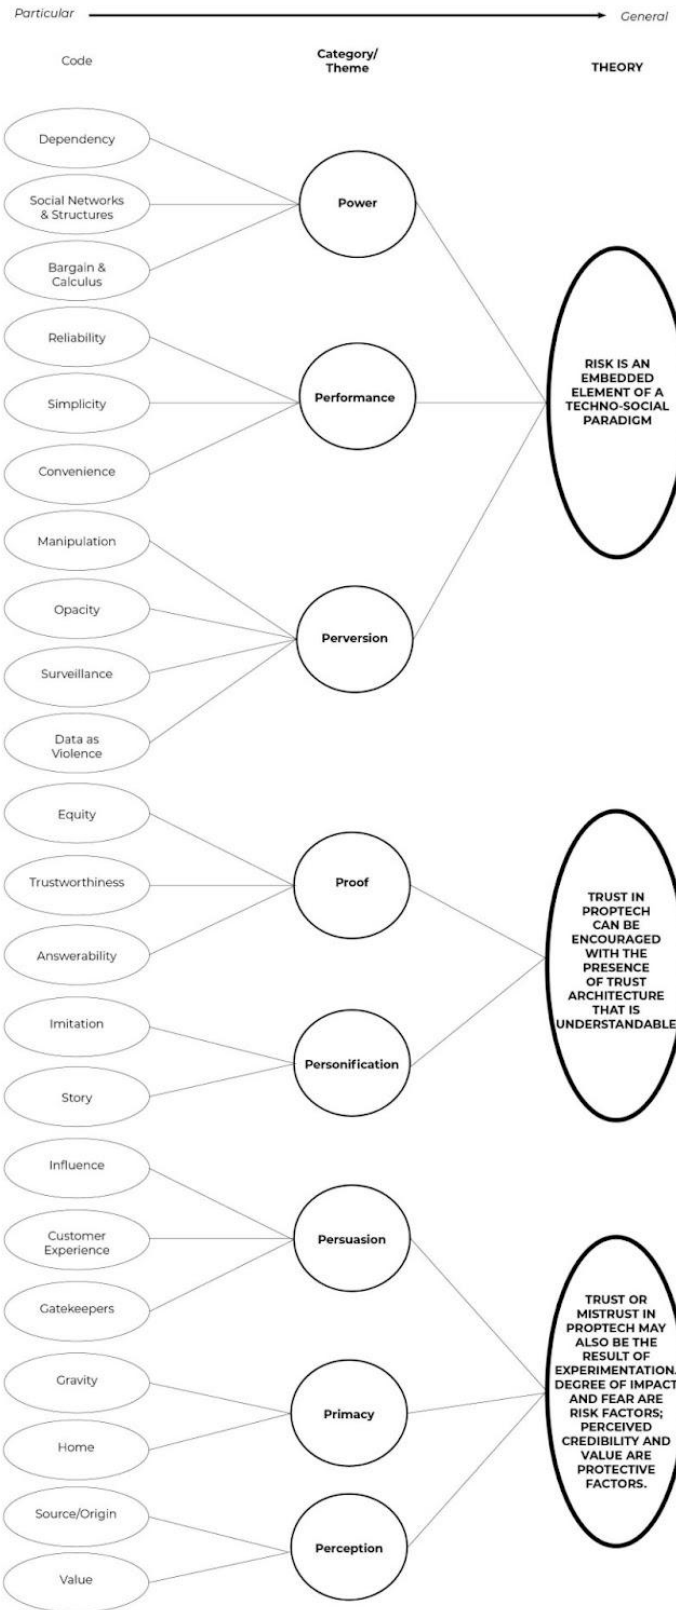 Particular
General
Code
Category/
Theme
THEORY
Dependency
Social Networks
& Structures
Bargain &
Calculus
Power
Reliability
Simplicity
Convenience
Performance
Manipulation
Opacity
Surveillance
Data as
Violence
Perversion
RISK IS AN
EMBEDDED
ELEMENT OF A
TECHNO-SOCIAL
PARADIGM
Equity
Trustworthiness
Answerability
Proof
Imitation
Story
Personification
TRUST IN
PROPTECH
CAN BE
ENCOURAGED
WITH THE
PRESENCE
OF TRUST
ARCHITECTURE
THAT IS
UNDERSTANDABLE
Influence
Customer
Experience
Gatekeepers
Persuasion
Gravity
Home
Primacy
Source/Origin
Value
Perception
TRUST OR
MISTRUST IN
PROPTECH MAY
ALSO BE THE
RESULT OF
EXPERIMENTATION.
DEGREE OF IMPACT
AND FEAR ARE
RISK FACTORS;
PERCEIVED
CREDIBILITY AND
VALUE ARE
PROTECTIVE
FACTORS.